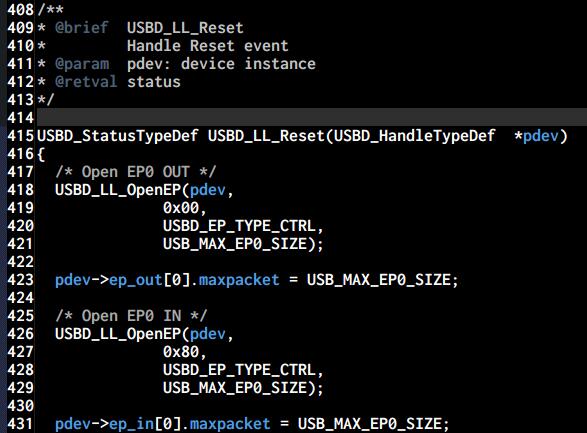 408 /**
409 * @brief  USBD_LL_Reset
410 *         Handle Reset event
411 * @param  pdev: device instance
412 * @retval status
413 */
414
415 USBD_StatusTypeDef USBD_LL_Reset(USBD_HandleTypeDef  *pdev)
416 {
417   /* Open EP0 OUT */
418   USBD_LL_OpenEP(pdev,
419               0x00,
420               USBD_EP_TYPE_CTRL,
421               USB_MAX_EP0_SIZE);
422
423   pdev->ep_out[0].maxpacket = USB_MAX_EP0_SIZE;
424
425   /* Open EP0 IN */
426   USBD_LL_OpenEP(pdev,
427               0x80,
428               USBD_EP_TYPE_CTRL,
429               USB_MAX_EP0_SIZE);
430
431   pdev->ep_in[0].maxpacket = USB_MAX_EP0_SIZE;